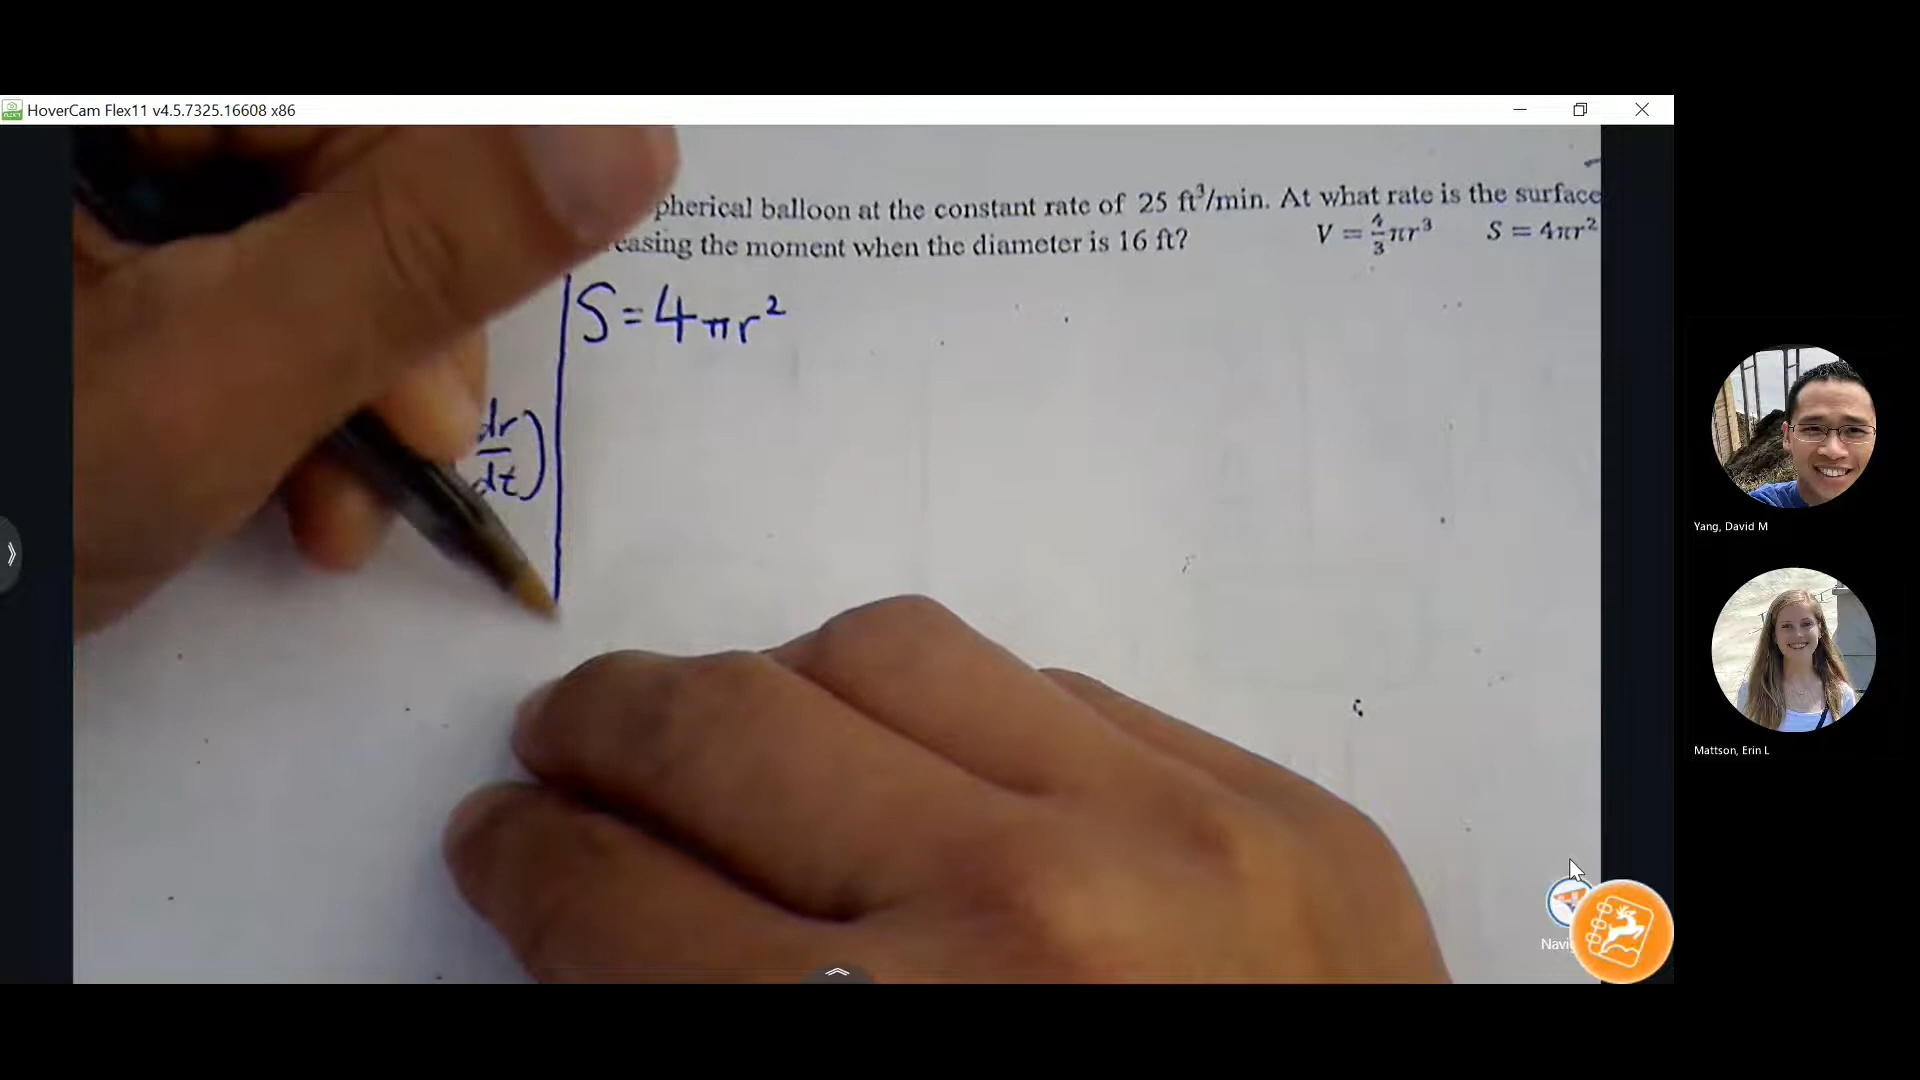 HoverCam Flex11 v4.5.7325.16608 x86
pherical balloon at the constant rate of 25 ft³/min. At what rate is the surface
easing the moment when the diameter is 16 ft? V = 4/3 πr³ S = 4πr²
S = 4πr²
dr/dt)
Yang, David M
Mattson, Erin L
Navi